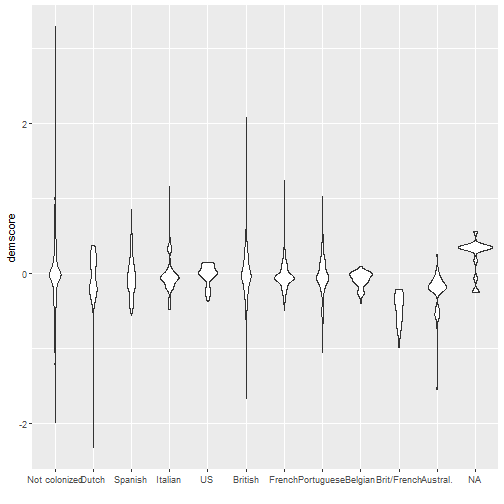 demscore
2
0
-2
Not colonized Dutch Spanish Italian US British French Portuguese Belgian Brit/French Austral. NA